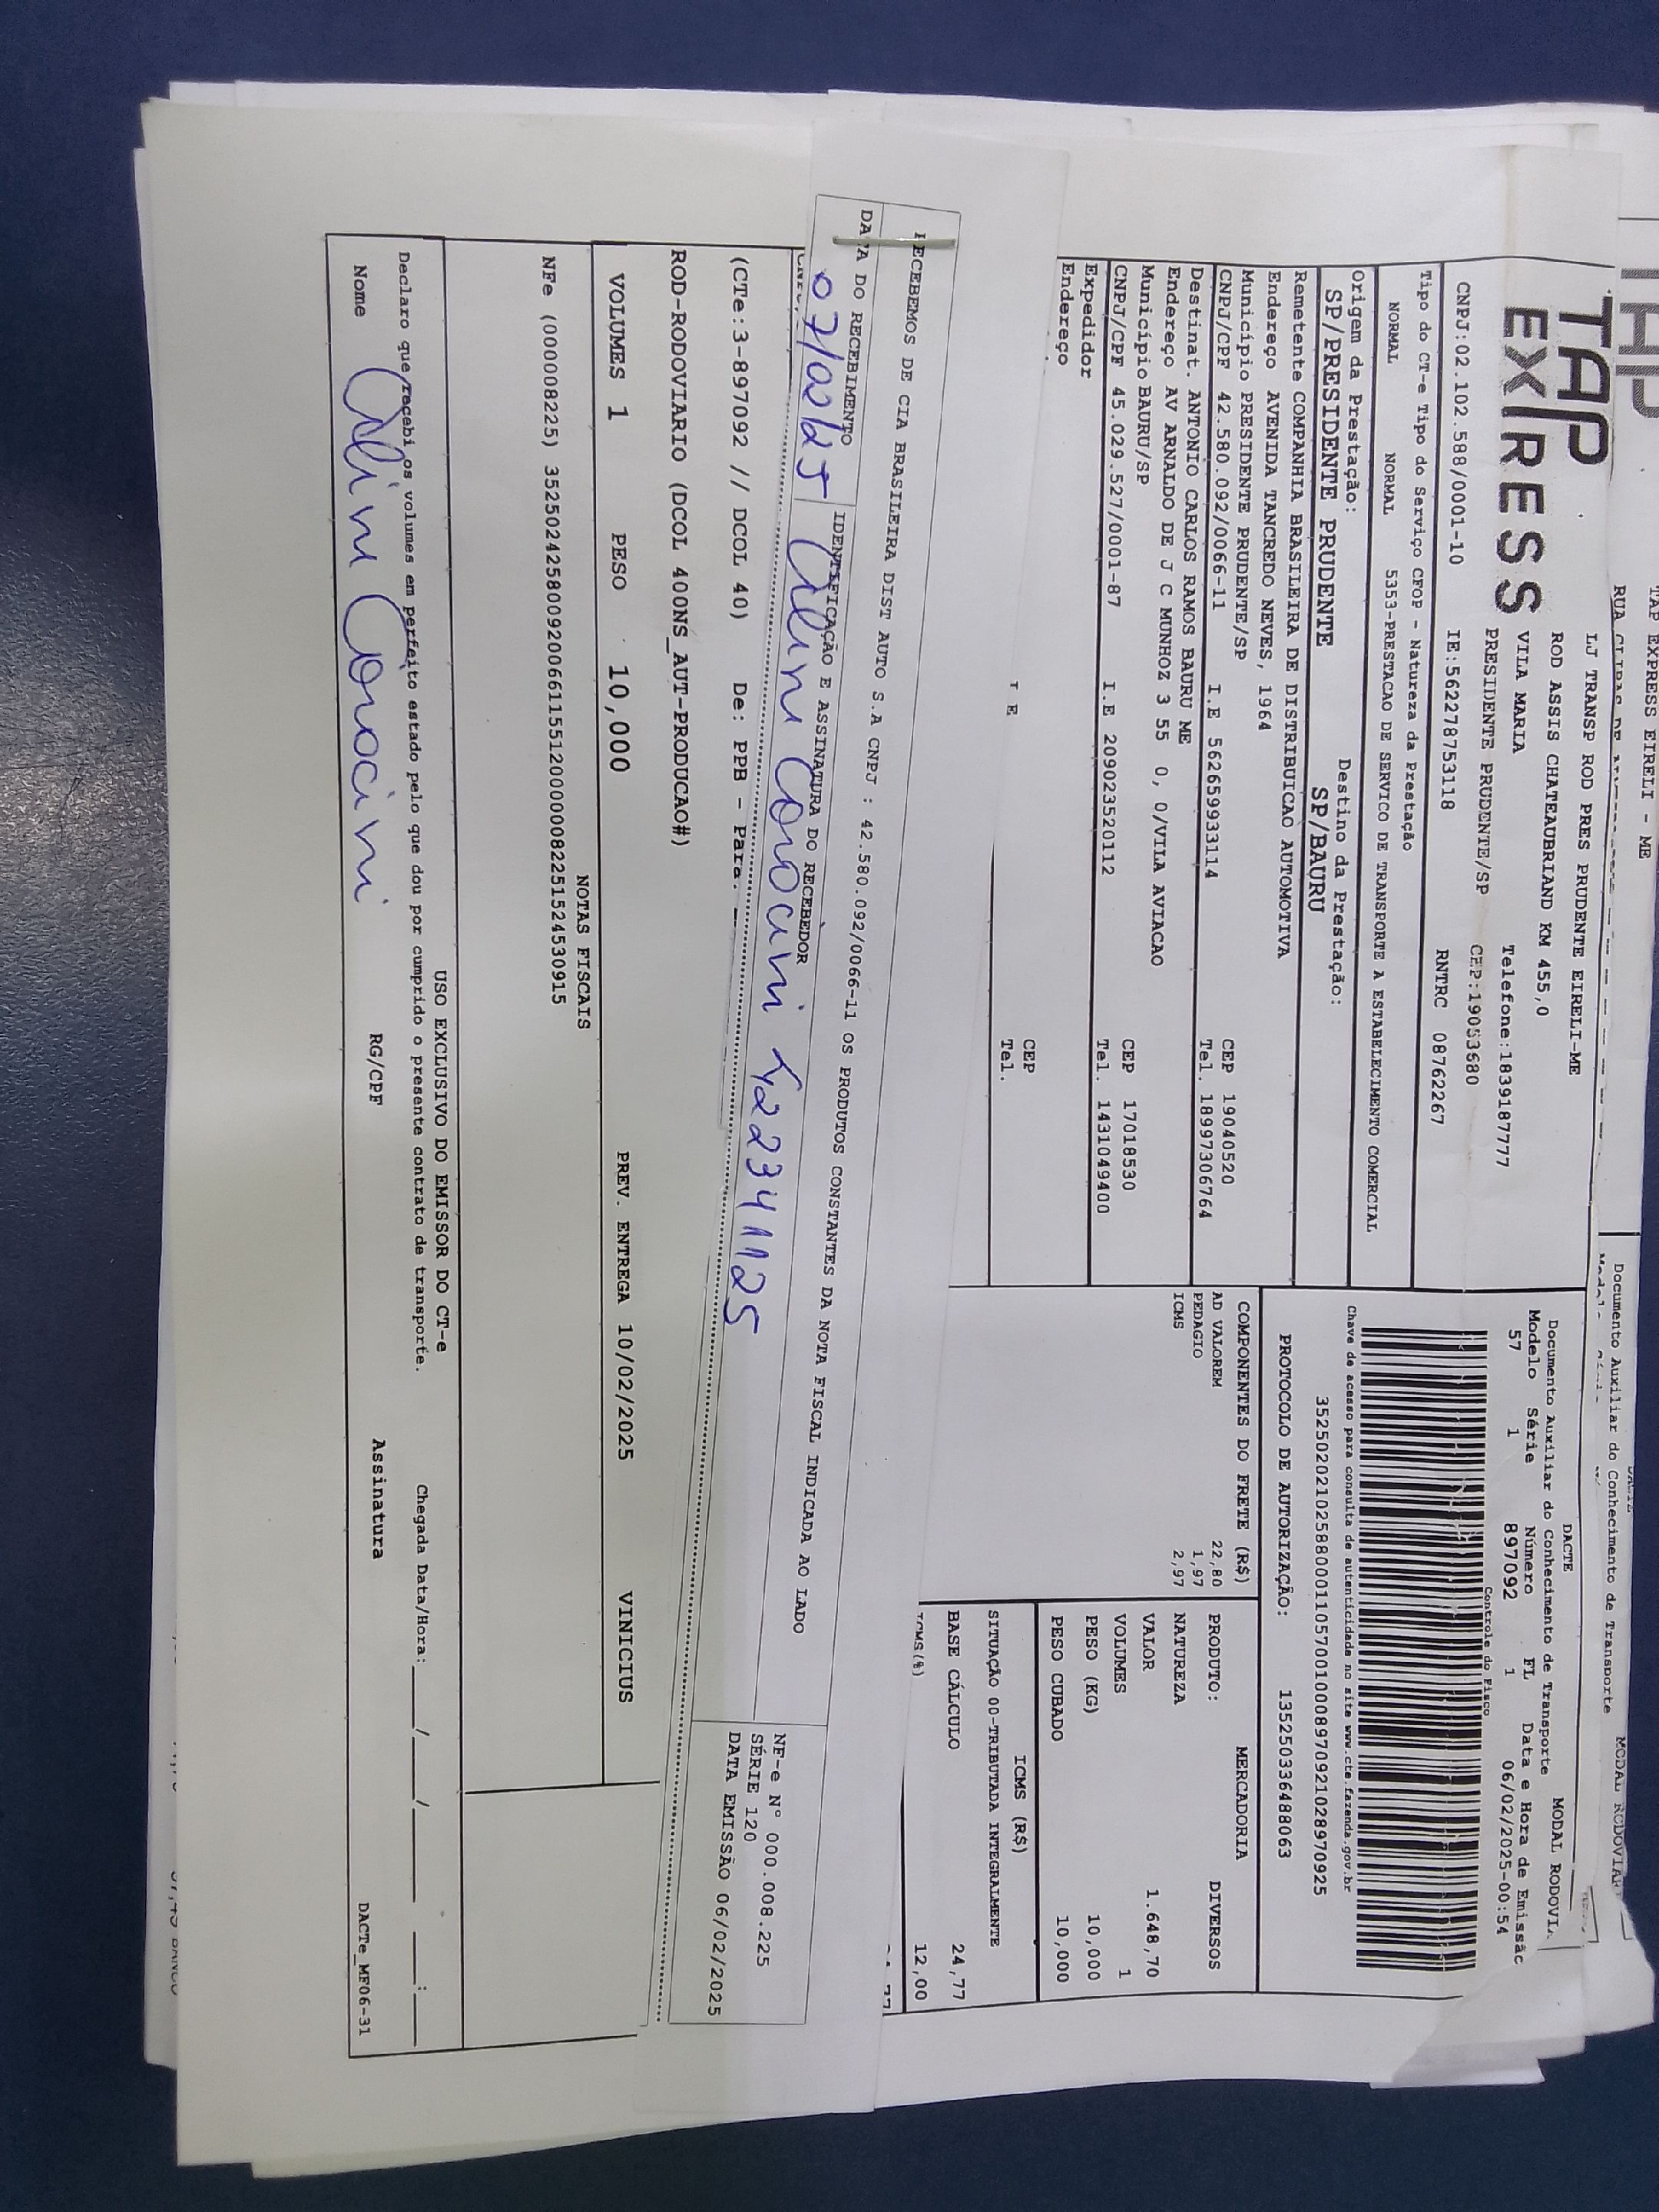 TAP EXPRESS EIRELI - ME
Documento Auxiliar do Conhecimento de Transporte
TAP
EXPRESS
LJ TRANSP ROD PRES PRUDENTE EIRELI-ME
ROD ASSIS CHATEAUBRIAND KM 455,0
VILA MARIA Telefone:1839187777
PRESIDENTE PRUDENTE/SP CEP:19053680
CNPJ:02.102.588/0001-10 IE:562278753118 RNTRC 08762267
DACTE MODAL RODOVIA
Documento Auxiliar do Conhecimento de Transporte
Modelo Série Número FL Data e Hora de Emissão
57 1 897092 1 06/02/2025-00:54
Controle do Fisco
Tipo do CT-e Tipo do Serviço CFOP - Natureza da Prestação
NORMAL NORMAL 5353-PRESTACAO DE SERVICO DE TRANSPORTE A ESTABELECIMENTO COMERCIAL
Chave de acesso para consulta de autenticidade no site www.cte.fazenda.gov.br
35250202102588000110570010008970921028970925
Origem da Prestação: Destino da Prestação:
SP/PRESIDENTE PRUDENTE SP/BAURU
PROTOCOLO DE AUTORIZAÇÃO: 135250336488063
Remetente COMPANHIA BRASILEIRA DE DISTRIBUICAO AUTOMOTIVA
Endereço AVENIDA TANCREDO NEVES, 1964
Município PRESIDENTE PRUDENTE/SP CEP 19040520
CNPJ/CPF 42.580.092/0066-11 I.E 562659933114 Tel. 18997306764
Destinat. ANTONIO CARLOS RAMOS BAURU ME
Endereço AV ARNALDO DE J C MUNHOZ 3 55 0, 0/VILA AVIACAO
Município BAURU/SP CEP 17018530
CNPJ/CPF 45.029.527/0001-87 I.E 209023520112 Tel. 1431049400
Expedidor
Endereço
CEP
I E Tel.
COMPONENTES DO FRETE (R$)
AD VALOREM 22,80
PEDAGIO 1,97
ICMS 2,97
MERCADORIA
PRODUTO: DIVERSOS
NATUREZA
VALOR 1.648,70
VOLUMES 1
PESO (KG) 10,000
PESO CUBADO 10,000
ICMS (R$)
SITUAÇÃO 00-TRIBUTADA INTEGRALMENTE
BASE CÁLCULO 24,77
ICMS(%) 12,00
RECEBEMOS DE CIA BRASILEIRA DIST AUTO S.A CNPJ : 42.580.092/0066-11 OS PRODUTOS CONSTANTES DA NOTA FISCAL INDICADA AO LADO
DATA DO RECEBIMENTO IDENTIFICAÇÃO E ASSINATURA DO RECEBEDOR
07/02/25
NF-e Nº 000.008.225
SÉRIE 120
DATA EMISSÃO 06/02/2025
(CTe:3-897092 // DCOL 40) De: PPB - Para.
ROD-RODOVIARIO (DCOL 400NS_AUT-PRODUCAO#)
VOLUMES 1 PESO 10,000 PREV. ENTREGA 10/02/2025 VINICIUS
NOTAS FISCAIS
NFe (000008225) 35250242580092006611551200000082251524530915
USO EXCLUSIVO DO EMISSOR DO CT-e
Declaro que recebi os volumes em perfeito estado pelo que dou por cumprido o presente contrato de transporte. Chegada Data/Hora:____/____/______ ___:___
Nome RG/CPF Assinatura DACTe_MF06-31